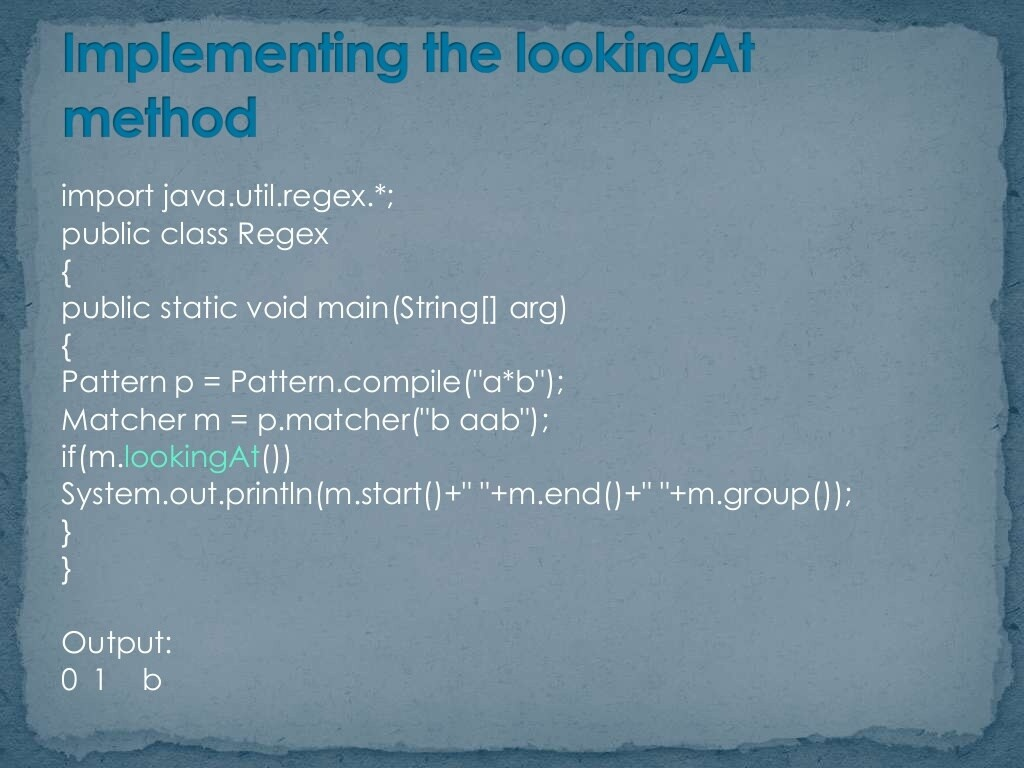 Implementing the lookingAt
method
import java.util.regex.*;
public class Regex
{
public static void main(String[] arg)
{
Pattern p = Pattern.compile("a*b");
Matcher m = p.matcher("b aab");
if(m.lookingAt())
System.out.println(m.start()+" "+m.end()+" "+m.group());
}
}
Output:
0 1 b